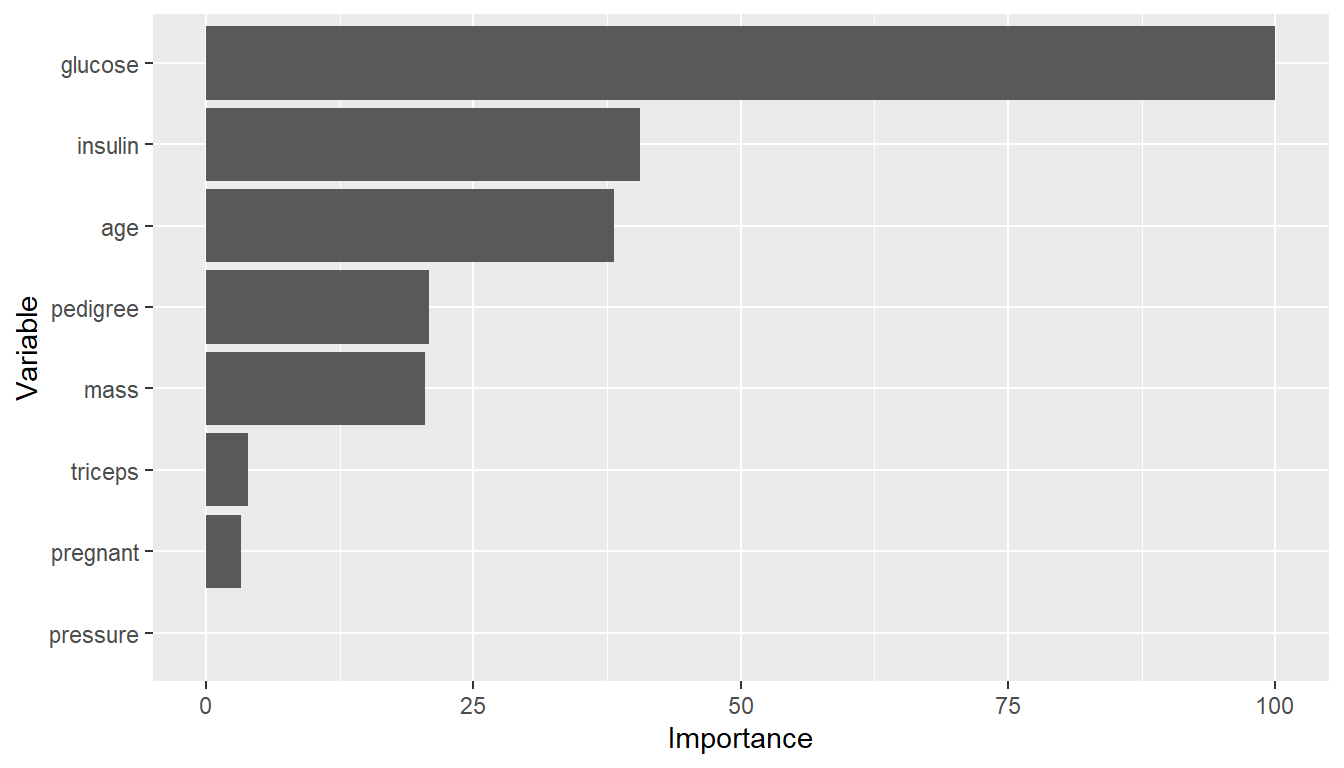 glucose
insulin
age
pedigree
mass
triceps
pregnant
pressure
Variable
0 25 50 75 100
Importance